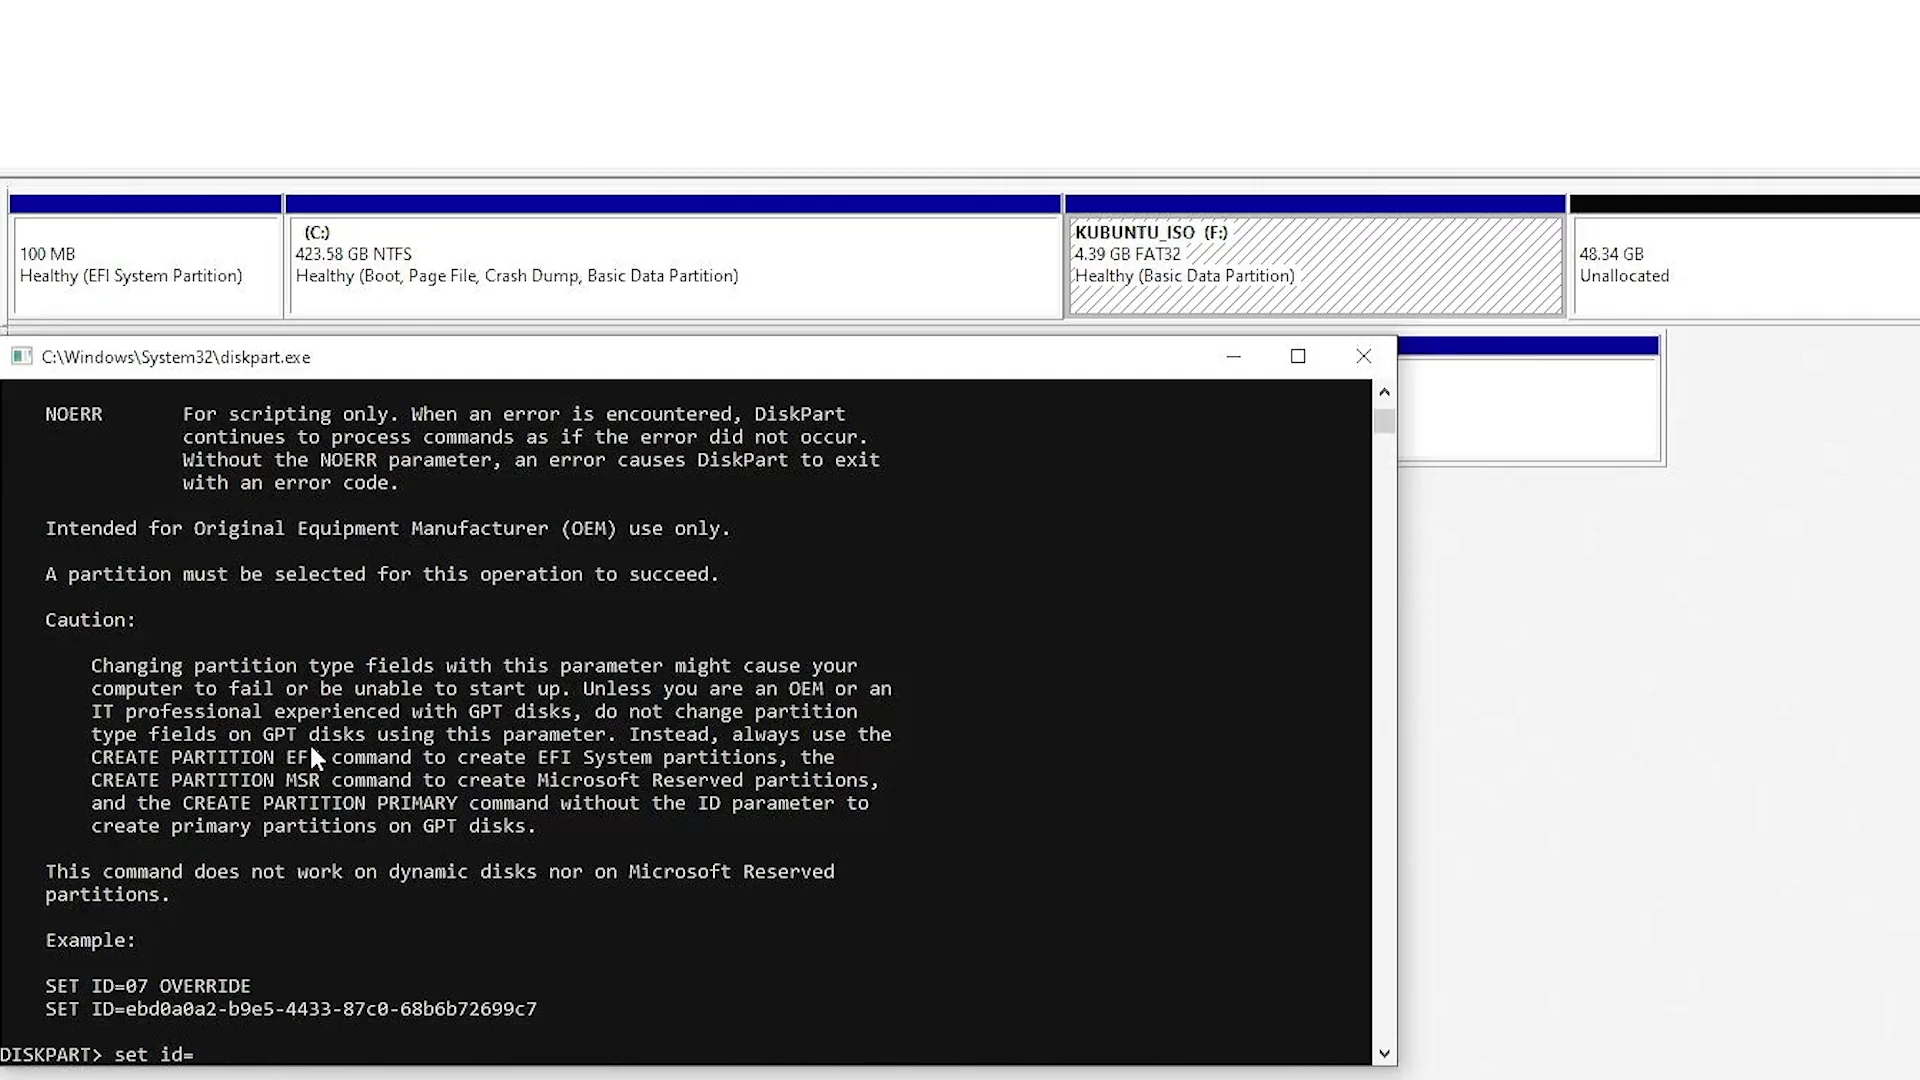 100 MB
Healthy (EFI System Partition)
(C:)
423.58 GB NTFS
Healthy (Boot, Page File, Crash Dump, Basic Data Partition)
KUBUNTU_ISO (F:)
4.39 GB FAT32
Healthy (Basic Data Partition)
48.34 GB
Unallocated
C:\Windows\System32\diskpart.exe
NOERR For scripting only. When an error is encountered, DiskPart
continues to process commands as if the error did not occur.
Without the NOERR parameter, an error causes DiskPart to exit
with an error code.
Intended for Original Equipment Manufacturer (OEM) use only.
A partition must be selected for this operation to succeed.
Caution:
Changing partition type fields with this parameter might cause your
computer to fail or be unable to start up. Unless you are an OEM or an
IT professional experienced with GPT disks, do not change partition
type fields on GPT disks using this parameter. Instead, always use the
CREATE PARTITION EFI command to create EFI System partitions, the
CREATE PARTITION MSR command to create Microsoft Reserved partitions,
and the CREATE PARTITION PRIMARY command without the ID parameter to
create primary partitions on GPT disks.
This command does not work on dynamic disks nor on Microsoft Reserved
partitions.
Example:
SET ID=07 OVERRIDE
SET ID=ebd0a0a2-b9e5-4433-87c0-68b6b72699c7
DISKPART> set id=